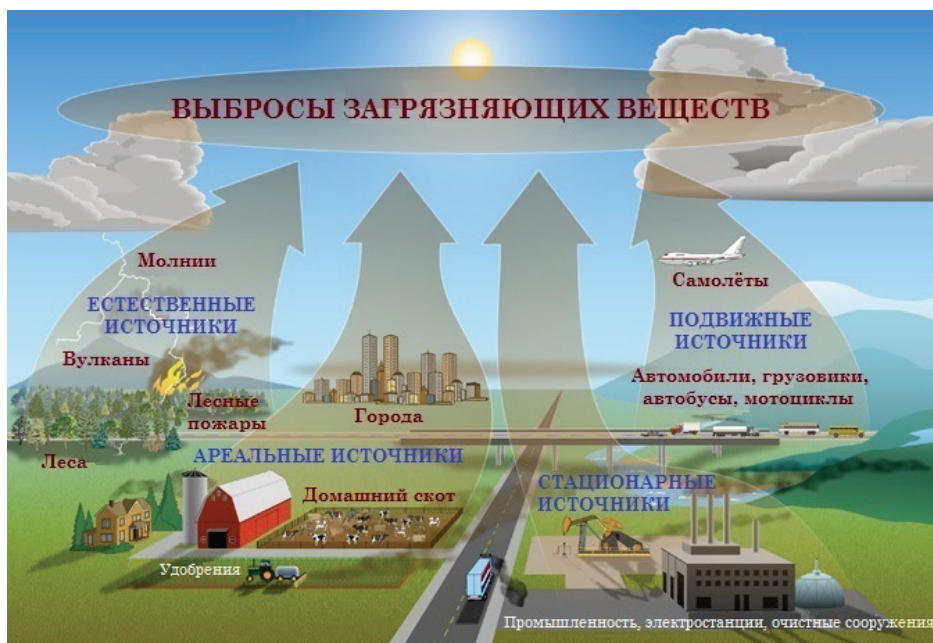 ВЫБРОСЫ ЗАГРЯЗНЯЮЩИХ ВЕЩЕСТВ
Молнии
ЕСТЕСТВЕННЫЕ
ИСТОЧНИКИ
Вулканы
Лесные
пожары
Леса
Города
АРЕАЛЬНЫЕ ИСТОЧНИКИ
Домашний скот
Удобрения
Самолёты
ПОДВИЖНЫЕ
ИСТОЧНИКИ
Автомобили, грузовики,
автобусы, мотоциклы
СТАЦИОНАРНЫЕ
ИСТОЧНИКИ
Промышленность, электростанции, очистные сооружения